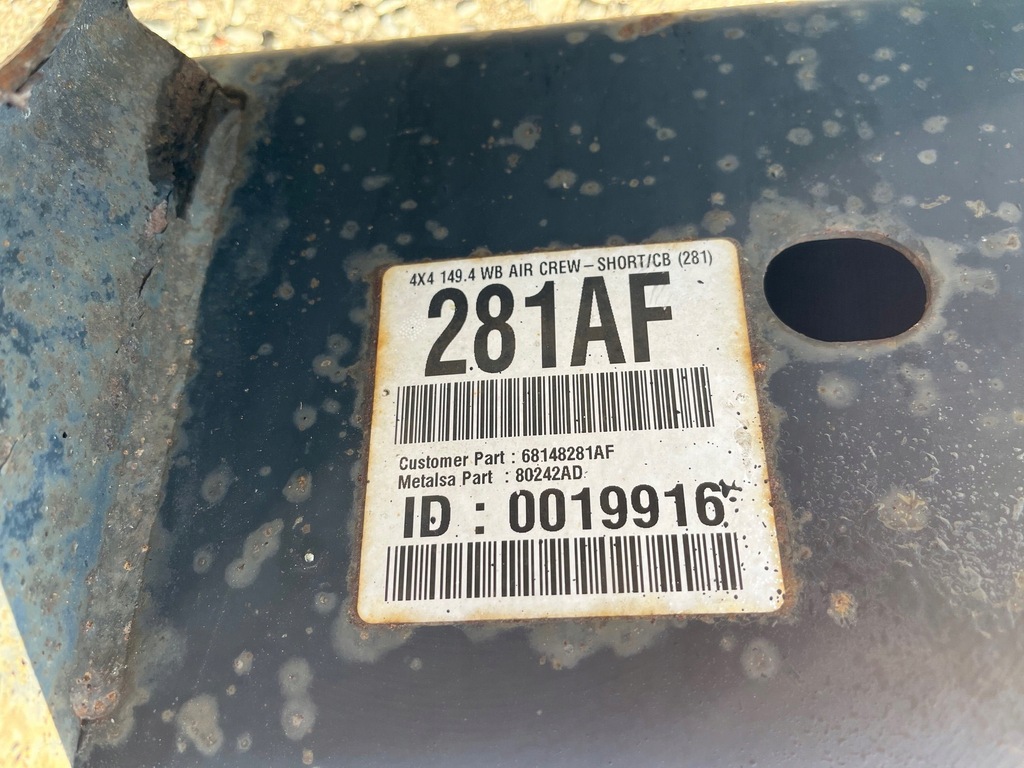 4X4 149.4 WB AIR CREW – SHORT/CB (281)
281AF
Customer Part : 68148281AF
Metalsa Part : 80242AD
ID : 0019916